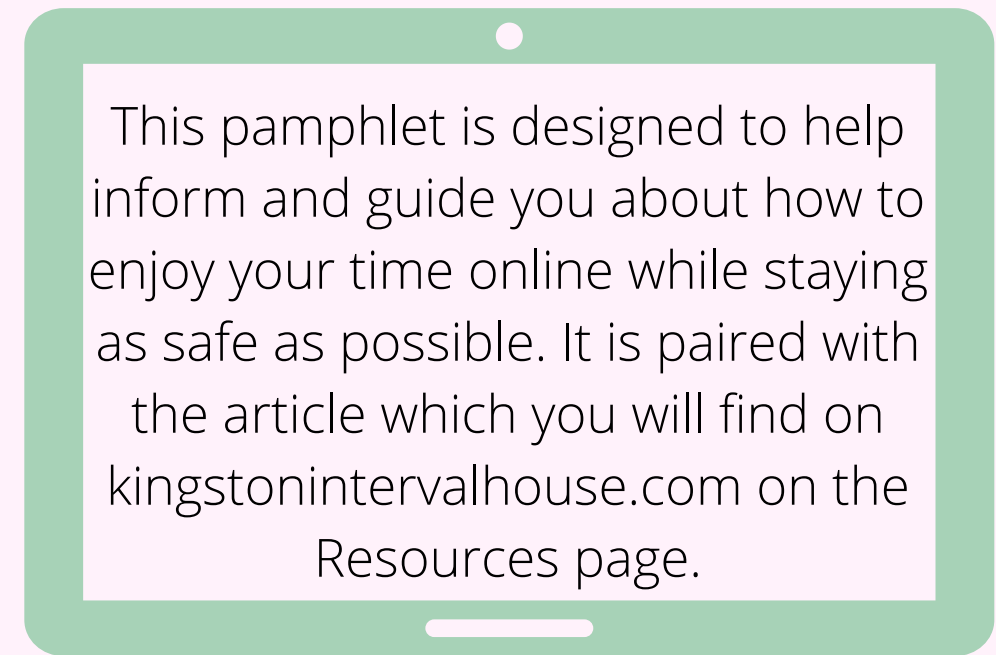 This pamphlet is designed to help
inform and guide you about how to
enjoy your time online while staying
as safe as possible. It is paired with
the article which you will find on
kingstonintervalhouse.com on the
Resources page.